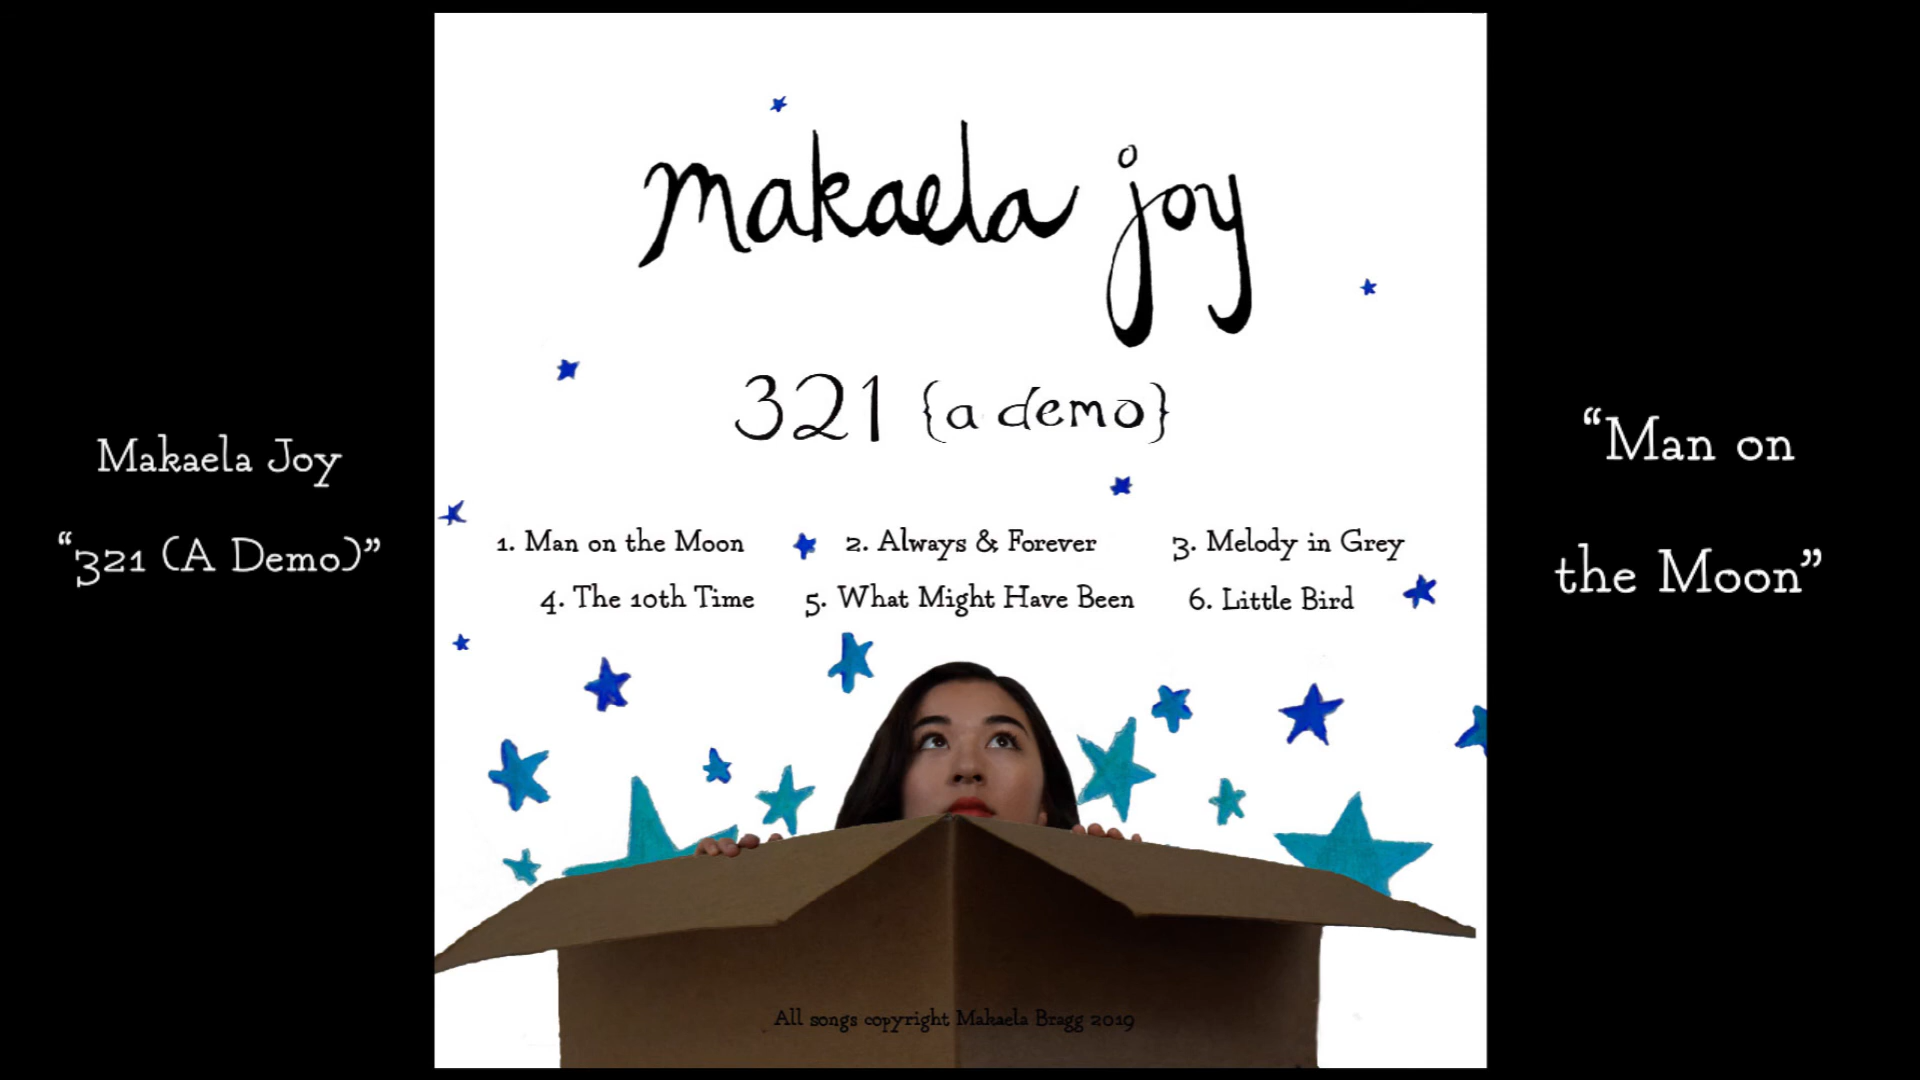 makaela joy
321 {a demo}
1. Man on the Moon 2. Always & Forever 3. Melody in Grey
4. The 10th Time 5. What Might Have Been 6. Little Bird
All songs copyright Makaela Bragg 2019
Makaela Joy
“321 (A Demo)”
“Man on
the Moon”